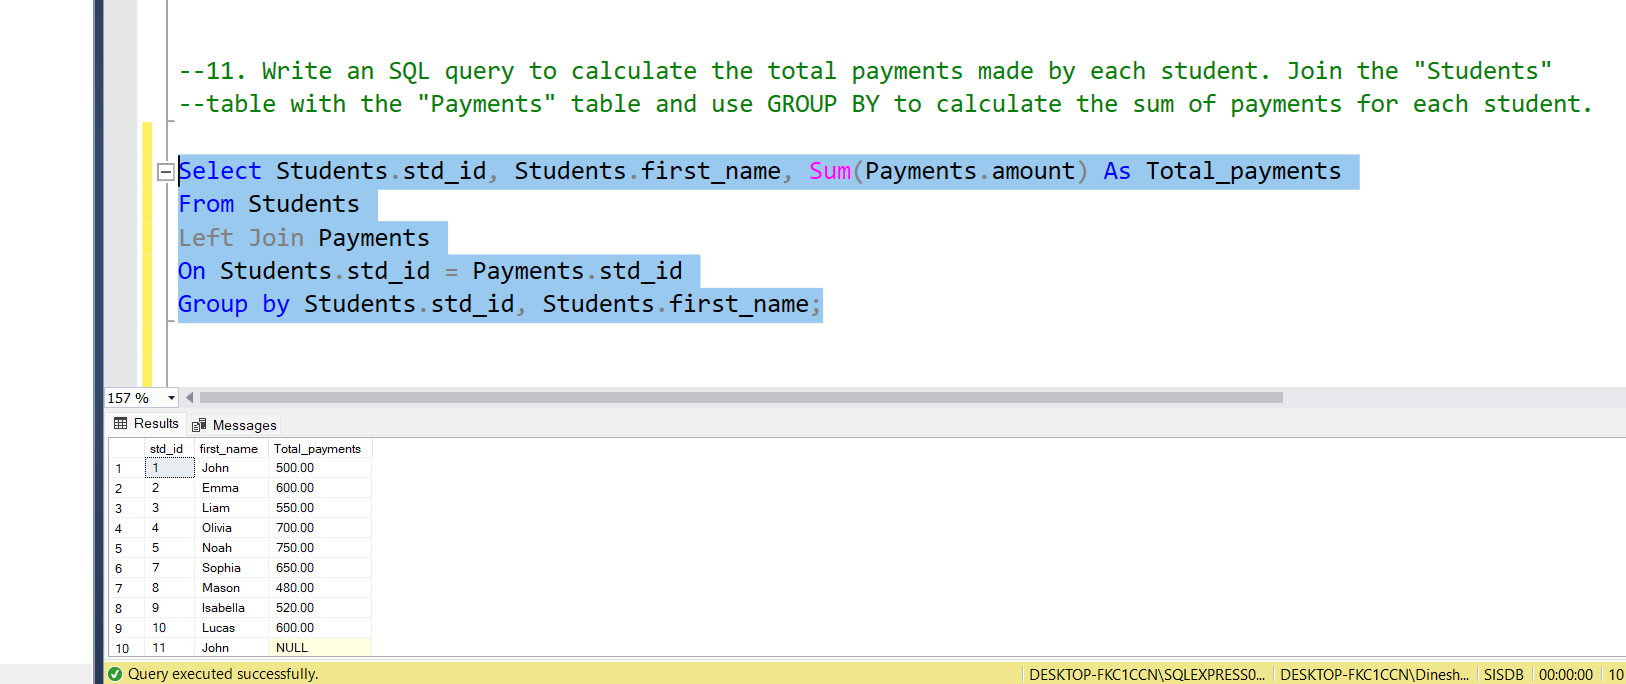 --11. Write an SQL query to calculate the total payments made by each student. Join the "Students"
--table with the "Payments" table and use GROUP BY to calculate the sum of payments for each student.
Select Students.std_id, Students.first_name, Sum(Payments.amount) As Total_payments
From Students
Left Join Payments
On Students.std_id = Payments.std_id
Group by Students.std_id, Students.first_name;
157 %
Results Messages
std_id first_name Total_payments
1 1 John 500.00
2 2 Emma 600.00
3 3 Liam 550.00
4 4 Olivia 700.00
5 5 Noah 750.00
6 7 Sophia 650.00
7 8 Mason 480.00
8 9 Isabella 520.00
9 10 Lucas 600.00
10 11 John NULL
Query executed successfully. DESKTOP-FKC1CCN\SQLEXPRESS0... DESKTOP-FKC1CCN\Dinesh... SISDB 00:00:00 10